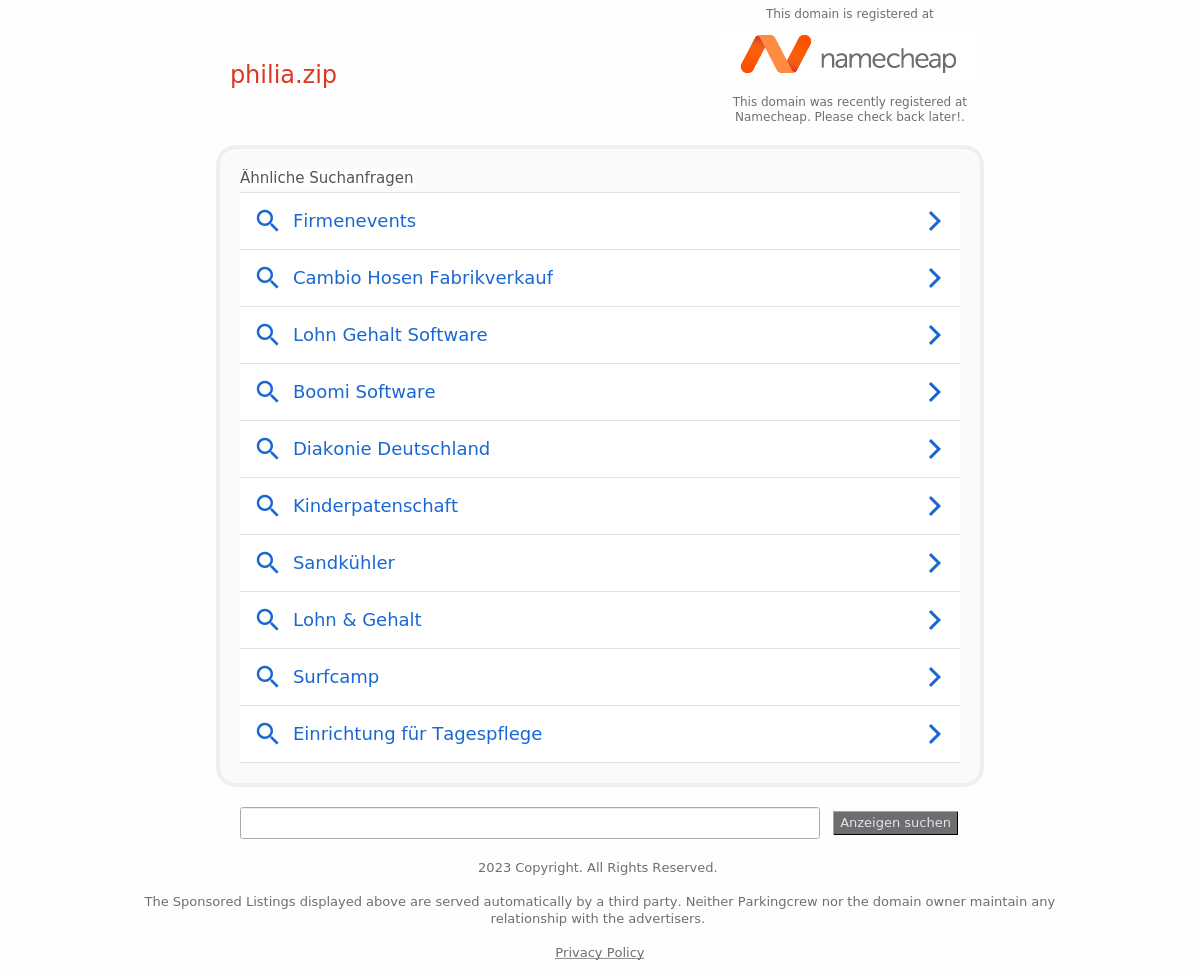 This domain is registered at
namecheap
philia.zip
This domain was recently registered at
Namecheap. Please check back later!.
Ähnliche Suchanfragen
Firmenevents
Cambio Hosen Fabrikverkauf
Lohn Gehalt Software
Boomi Software
Diakonie Deutschland
Kinderpatenschaft
Sandkühler
Lohn & Gehalt
Surfcamp
Einrichtung für Tagespflege
Anzeigen suchen
2023 Copyright. All Rights Reserved.
The Sponsored Listings displayed above are served automatically by a third party. Neither Parkingcrew nor the domain owner maintain any
relationship with the advertisers.
Privacy Policy